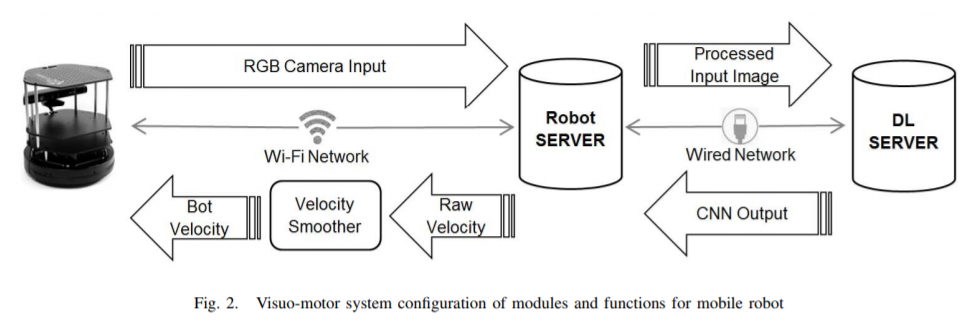 RGB Camera Input
Processed
Input Image
Robot
SERVER
DL
SERVER
Wi-Fi Network
Wired Network
Bot
Velocity
Velocity
Smoother
Raw
Velocity
CNN Output
Fig. 2. Visuo-motor system configuration of modules and functions for mobile robot